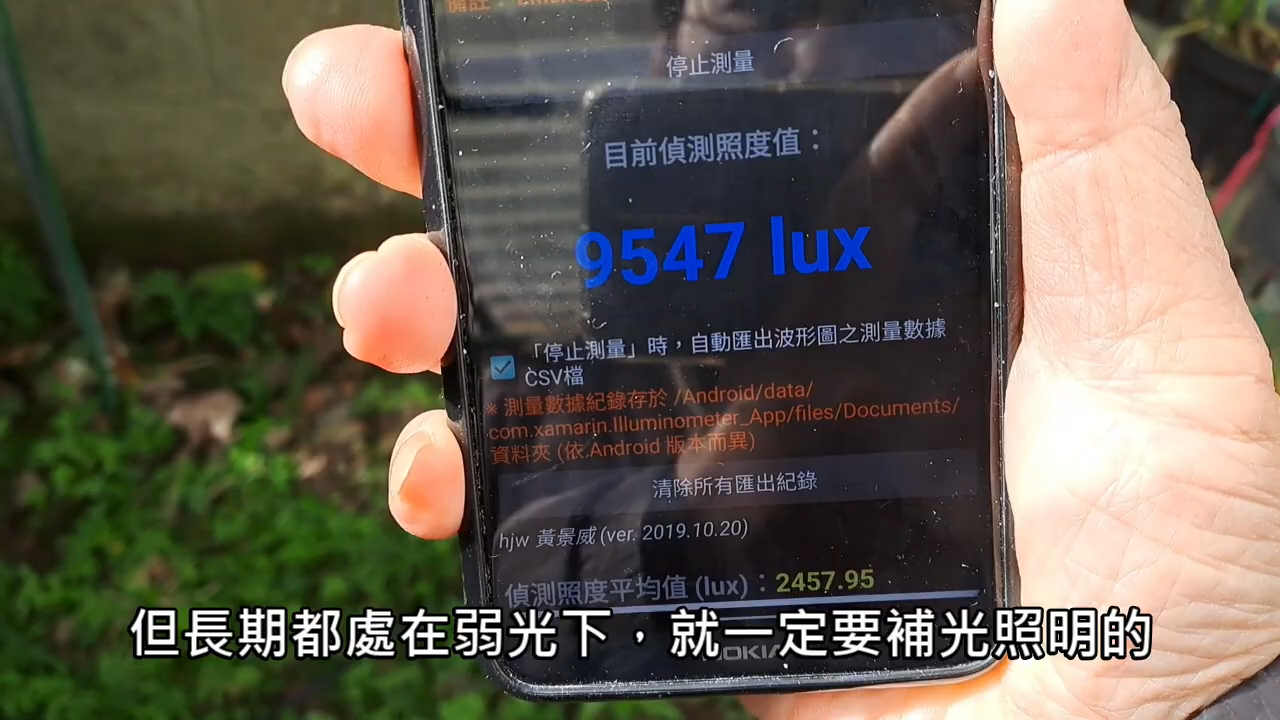 備註：
停止測量
目前偵測照度值：
9547 lux
「停止測量」時，自動匯出波形圖之測量數據
CSV檔
※ 測量數據紀錄存於 /Android/data/
com.xamarin.Illuminometer_App/files/Documents/
資料夾 (依 Android 版本而異)
清除所有匯出紀錄
hjw 黃景威 (ver. 2019.10.20)
偵測照度平均值 (lux)：2457.95
但長期都處在弱光下，就一定要補光照明的
NOKIA